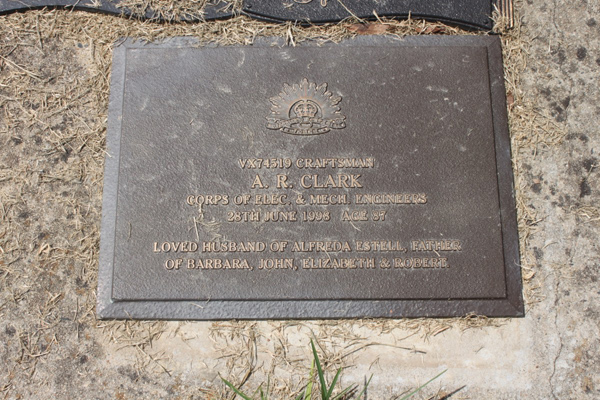 VX74519 CRAFTSMAN
A. R. CLARK
CORPS OF ELEC. & MECH. ENGINEERS
28TH JUNE 1998 AGE 87
LOVED HUSBAND OF ALFREDA ESTELL, FATHER
OF BARBARA, JOHN, ELIZABETH & ROBERT.